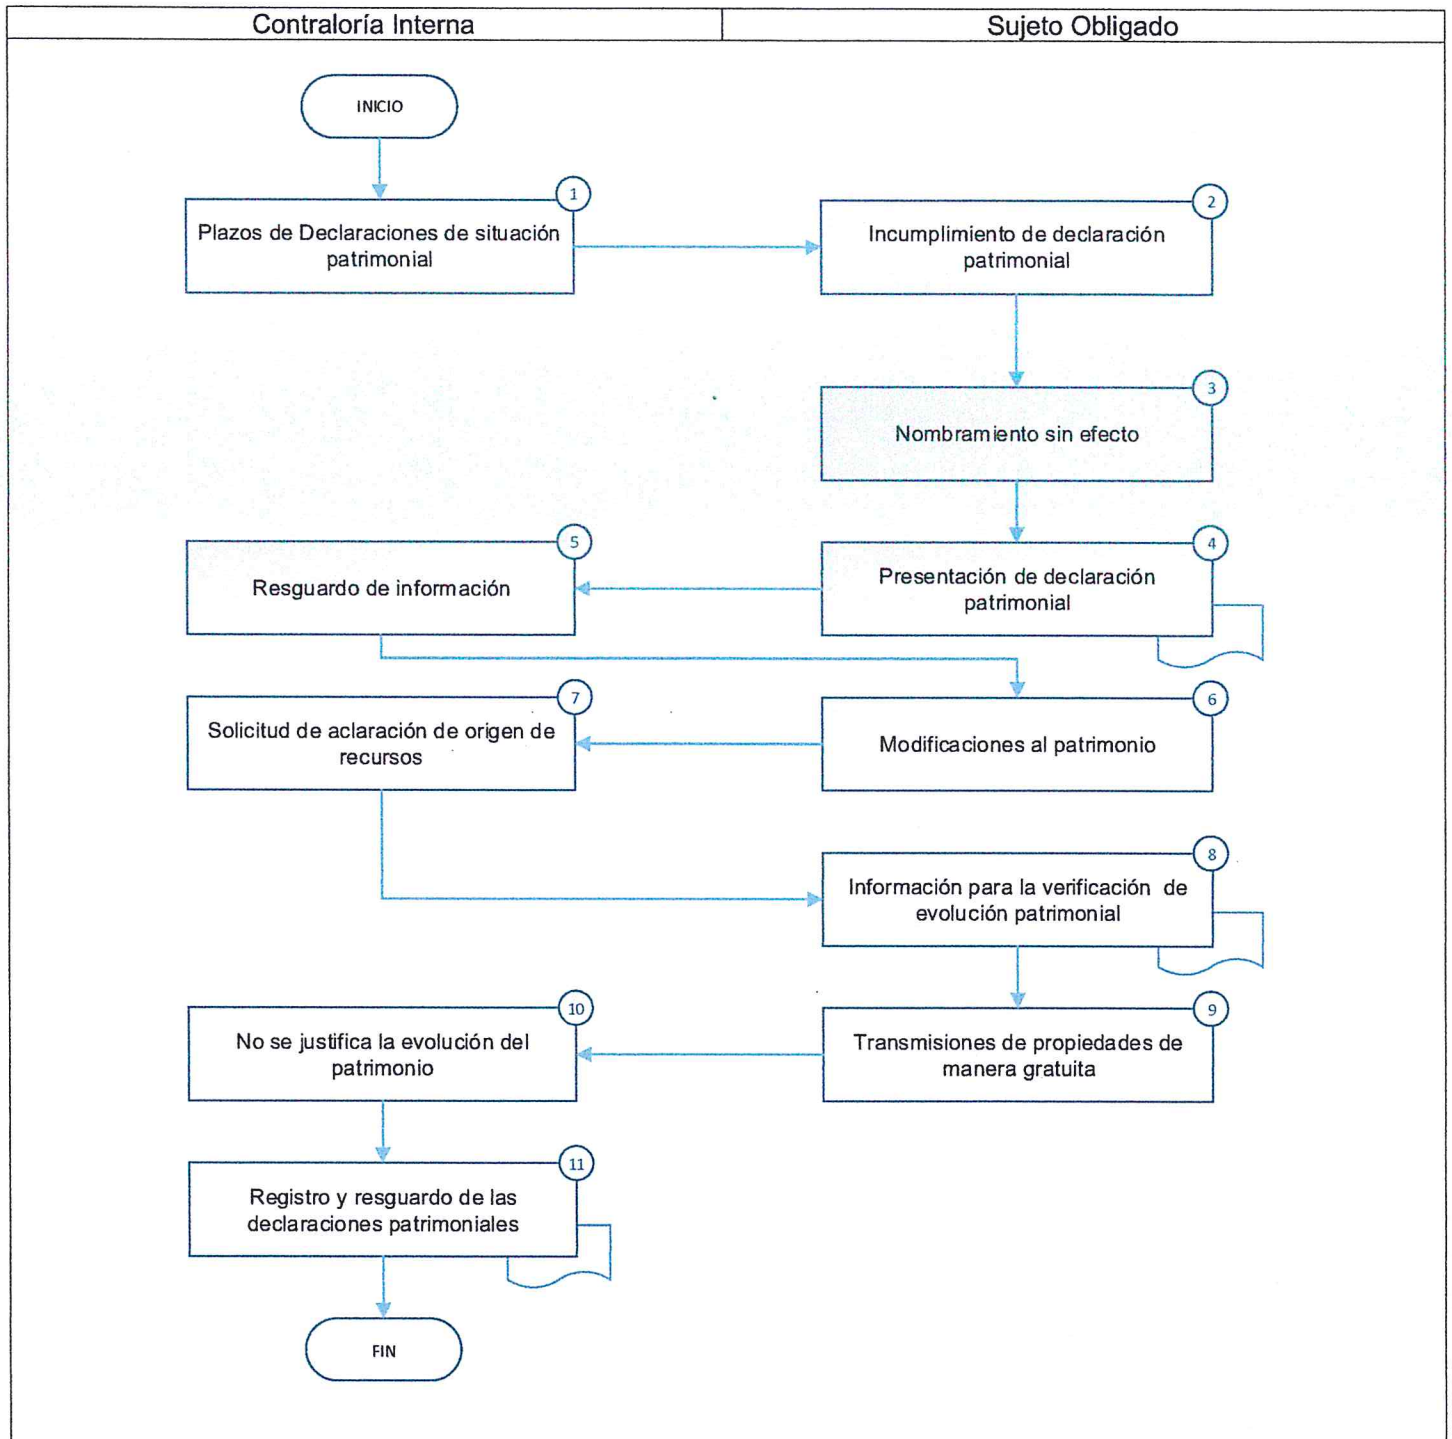 Contraloría Interna
Sujeto Obligado
INICIO
1
Plazos de Declaraciones de situación
patrimonial
2
Incumplimiento de declaración
patrimonial
3
Nombramiento sin efecto
4
Presentación de declaración
patrimonial
5
Resguardo de información
6
Modificaciones al patrimonio
7
Solicitud de aclaración de origen de
recursos
8
Información para la verificación de
evolución patrimonial
9
Transmisiones de propiedades de
manera gratuita
10
No se justifica la evolución del
patrimonio
11
Registro y resguardo de las
declaraciones patrimoniales
FIN